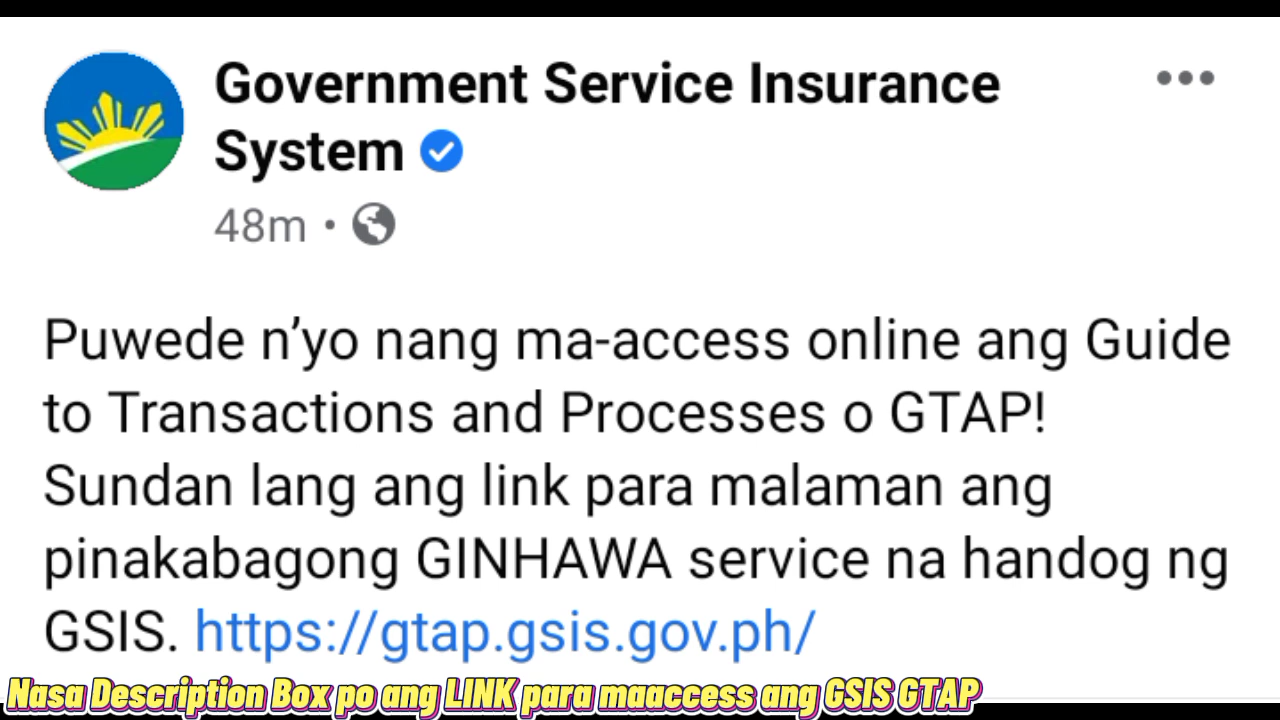 Government Service Insurance
System
48m •
Puwede n’yo nang ma-access online ang Guide
to Transactions and Processes o GTAP!
Sundan lang ang link para malaman ang
pinakabagong GINHAWA service na handog ng
GSIS. https://gtap.gsis.gov.ph/
Nasa Description Box po ang LINK para maaccess ang GSIS GTAP